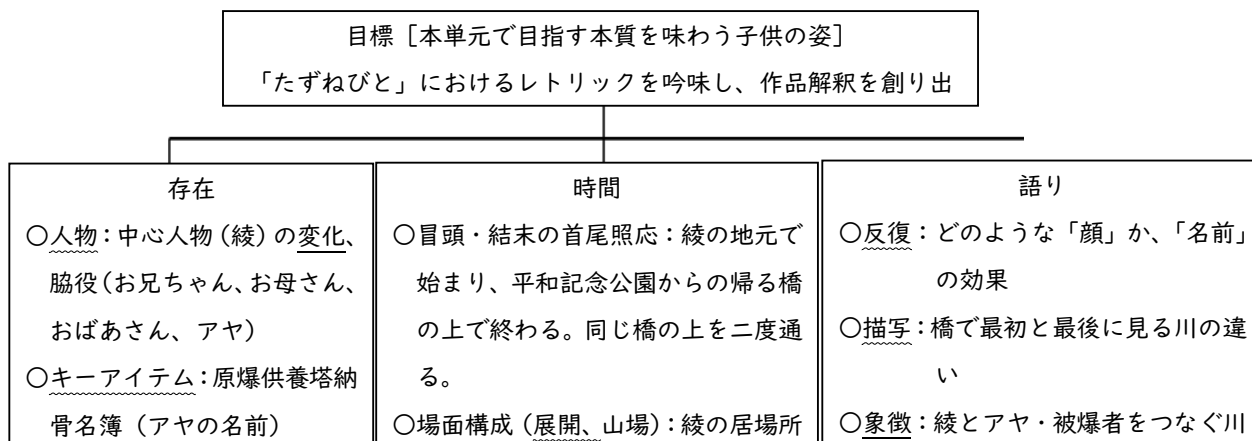 目標［本単元で目指す本質を味わう子供の姿］
「たずねびと」におけるレトリックを吟味し、作品解釈を創り出
存在
○人物：中心人物（綾）の変化、
脇役（お兄ちゃん、お母さん、
おばあさん、アヤ）
○キーアイテム：原爆供養塔納
骨名簿（アヤの名前）
時間
○冒頭・結末の首尾照応：綾の地元で
始まり、平和記念公園からの帰る橋
の上で終わる。同じ橋の上を二度通
る。
○場面構成（展開、山場）：綾の居場所
語り
○反復：どのような「顔」か、「名前」
の効果
○描写：橋で最初と最後に見る川の違
い
○象徴：綾とアヤ・被爆者をつなぐ川